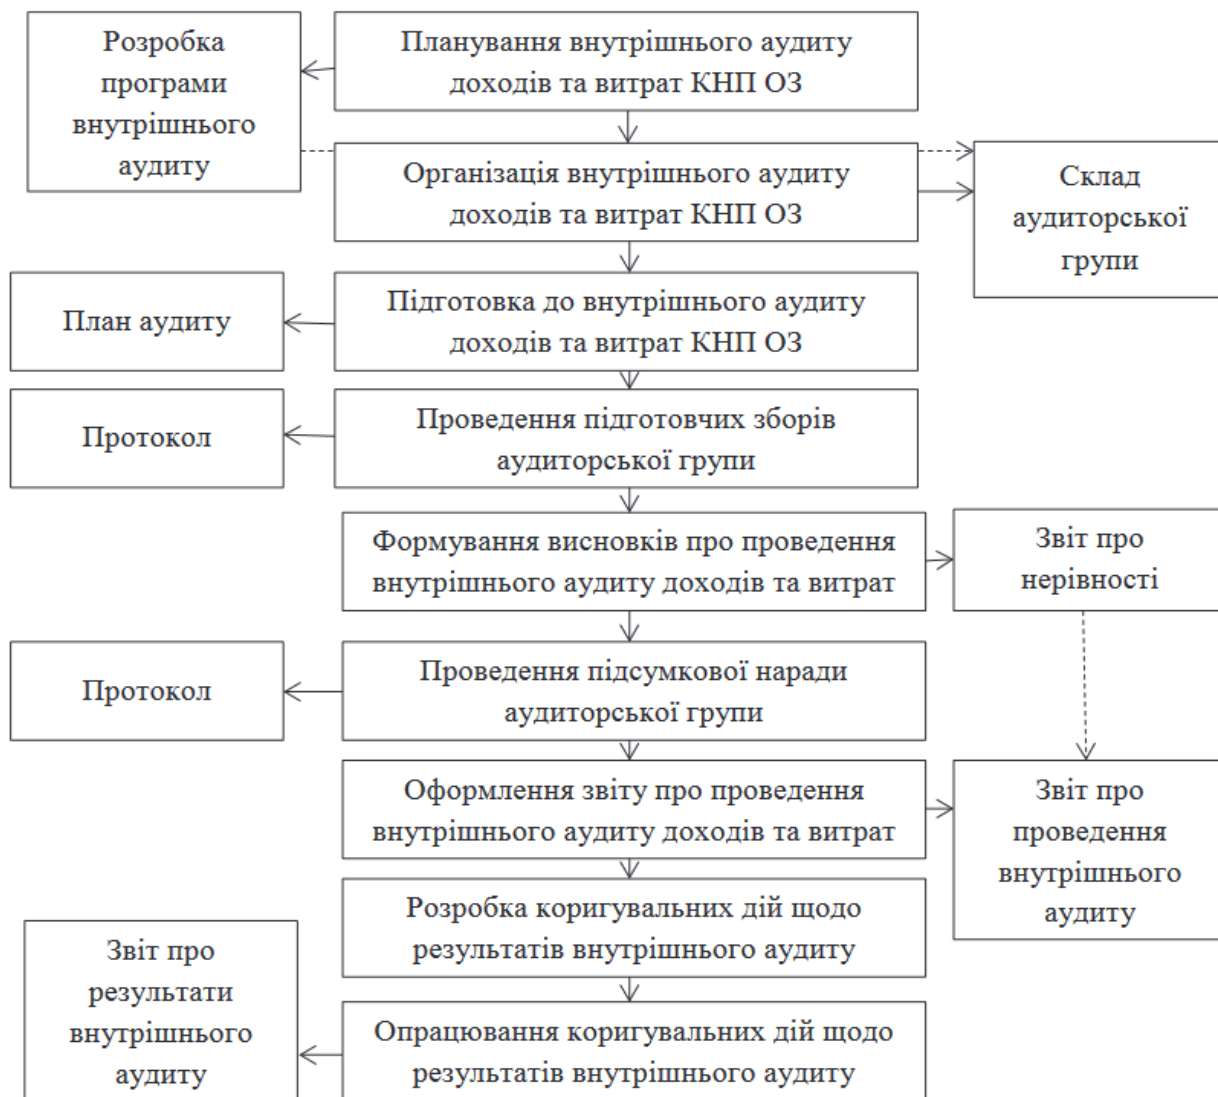 Розробка
програми
внутрішнього
аудиту
Планування внутрішнього аудиту
доходів та витрат КНП ОЗ
Організація внутрішнього аудиту
доходів та витрат КНП ОЗ
Склад
аудиторської
групи
План аудиту
Підготовка до внутрішнього аудиту
доходів та витрат КНП ОЗ
Протокол
Проведення підготовчих зборів
аудиторської групи
Формування висновків про проведення
внутрішнього аудиту доходів та витрат
Звіт про
нерівності
Протокол
Проведення підсумкової наради
аудиторської групи
Оформлення звіту про проведення
внутрішнього аудиту доходів та витрат
Звіт про
проведення
внутрішнього
аудиту
Розробка коригувальних дій щодо
результатів внутрішнього аудиту
Звіт про
результати
внутрішнього
аудиту
Опрацювання коригувальних дій щодо
результатів внутрішнього аудиту